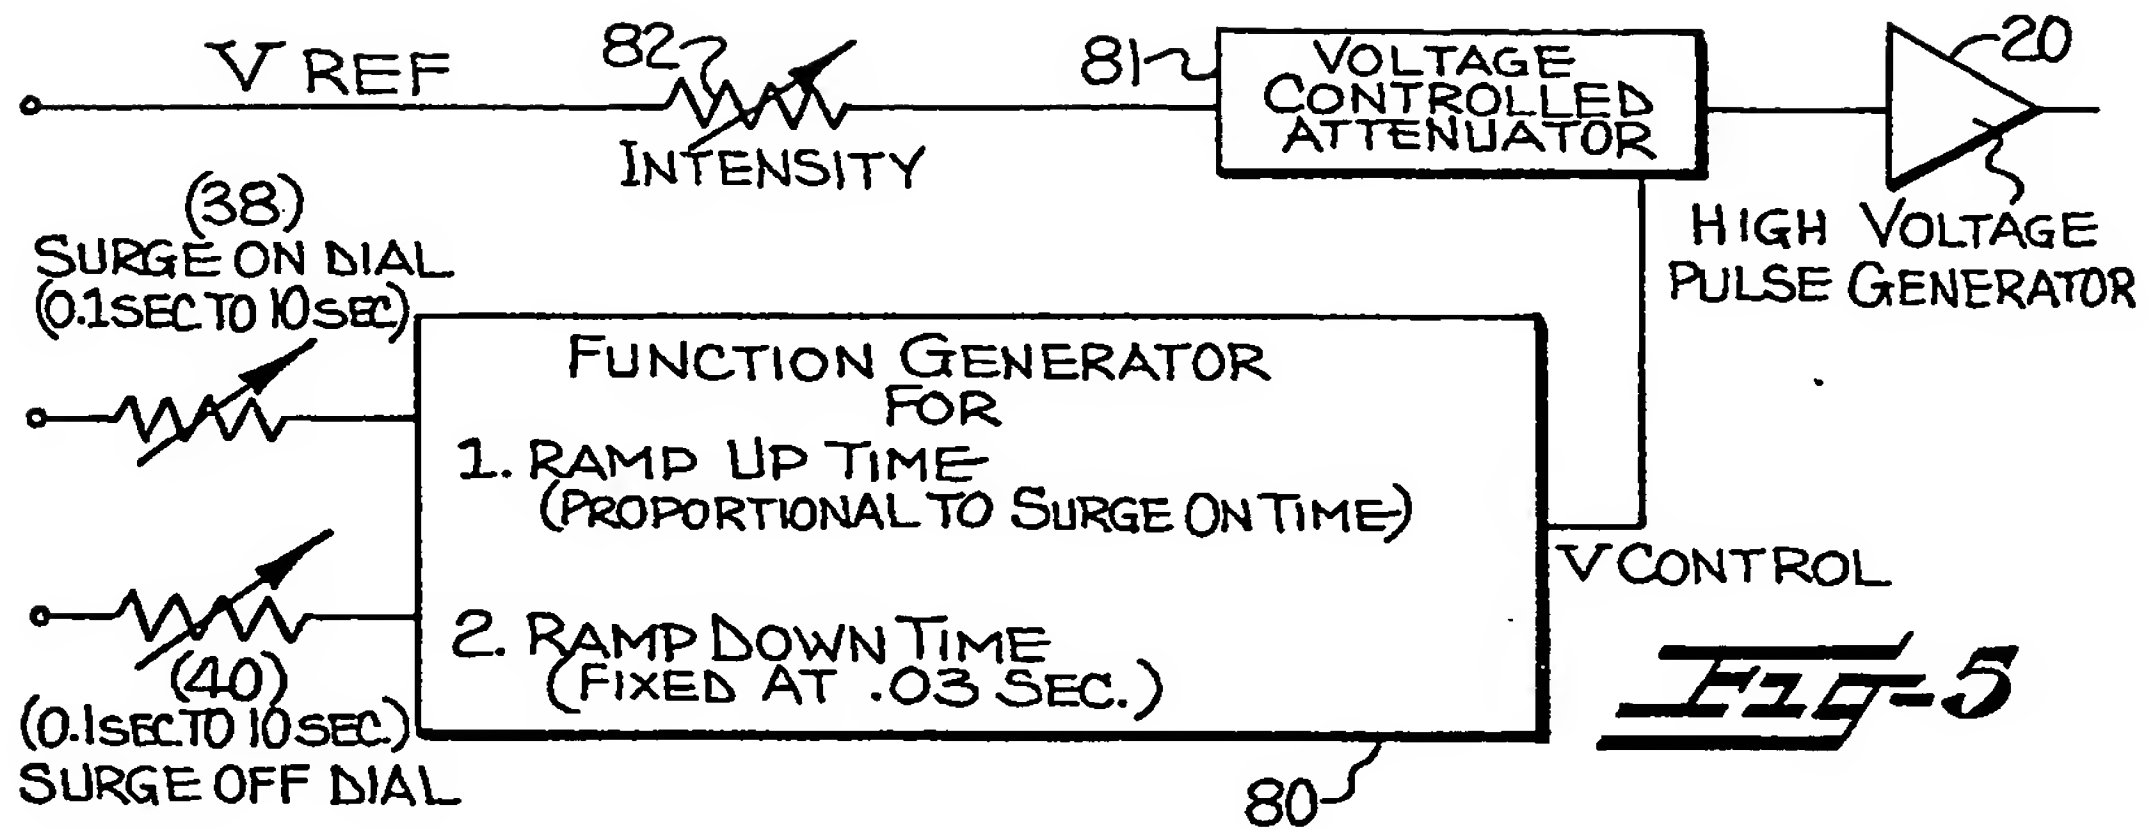 V REF
82
INTENSITY
81
VOLTAGE
CONTROLLED
ATTENUATOR
20
HIGH VOLTAGE
PULSE GENERATOR
(38)
SURGE ON DIAL
(0.1SEC TO 10SEC)
FUNCTION GENERATOR
FOR
1. RAMP UP TIME
(PROPORTIONAL TO SURGE ON TIME)
2. RAMP DOWN TIME
(FIXED AT .03 SEC.)
V CONTROL
(40)
(0.1SEC.TO 10SEC.)
SURGE OFF DIAL
80
Fig-5